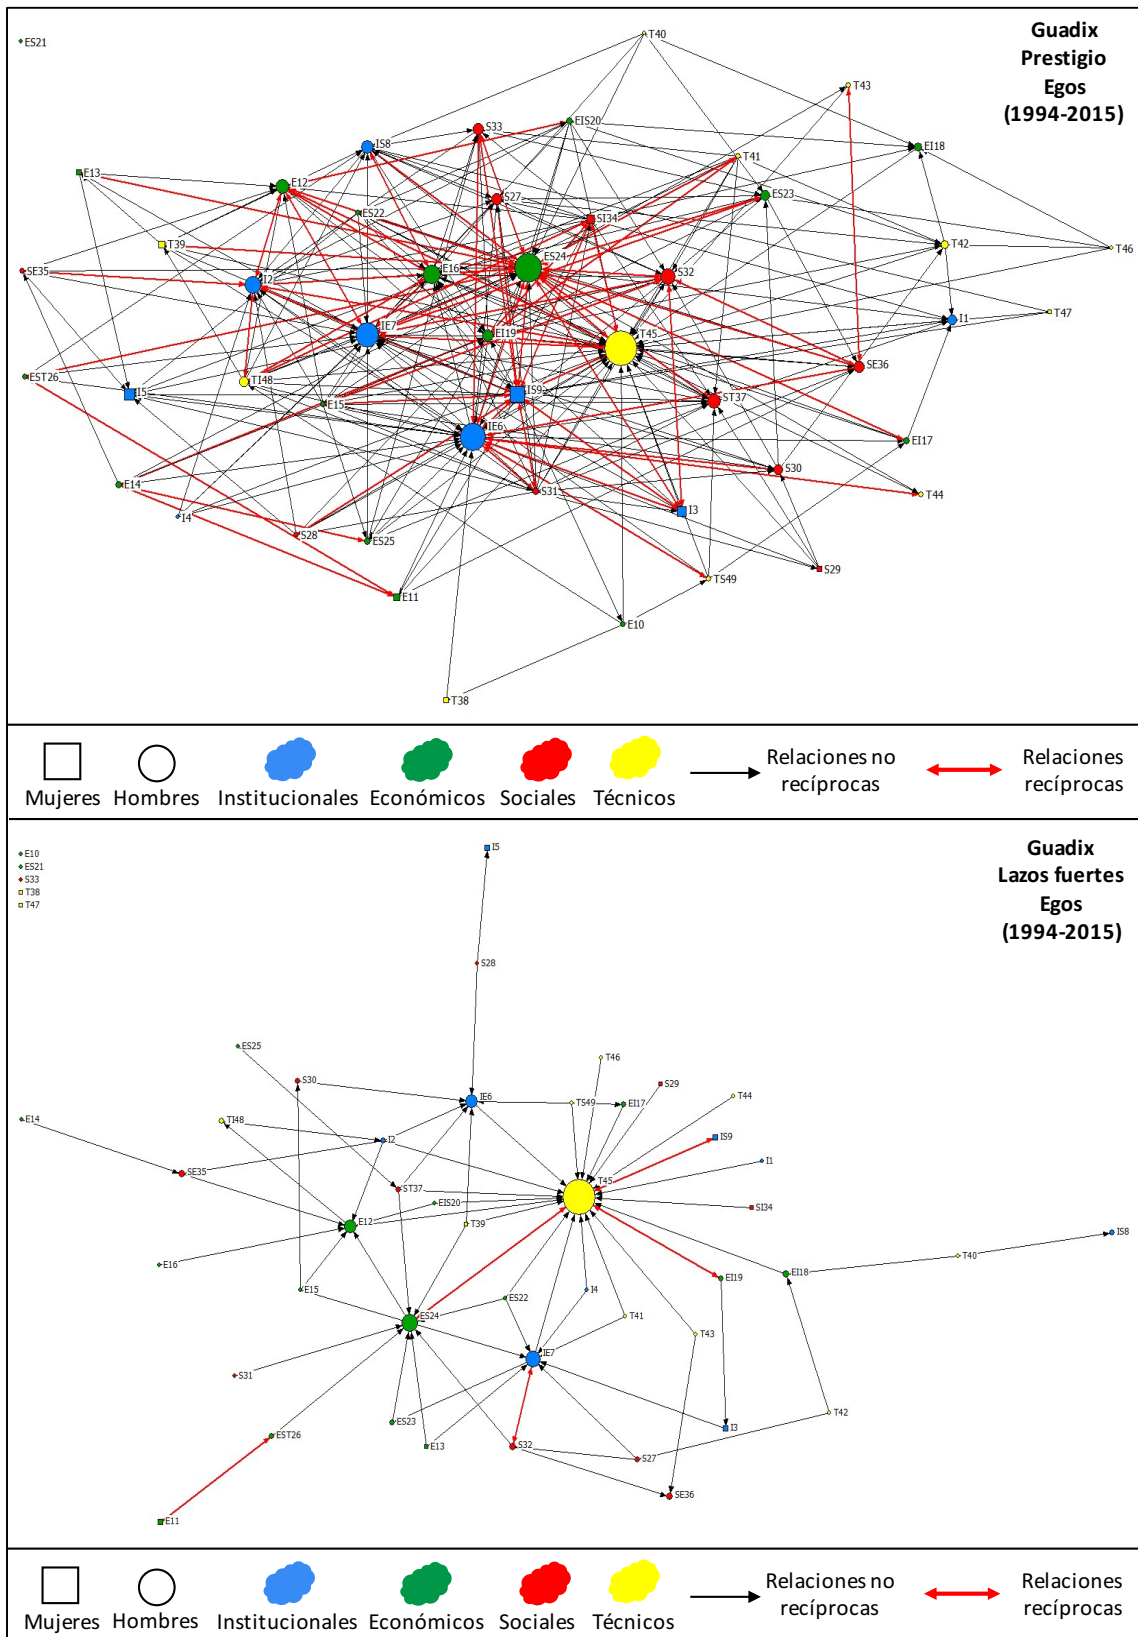 Guadix
Prestigio
Egos
(1994-2015)
ES21
T40
T43
EIS20
S33
IS8
EI18
T41
E13
E12
ES23
S27
ES22
SI34
T39
T42
T46
ES24
SE35
E16
S32
I2
T47
I1
IE7
EI19
T45
SE36
EST26
TI48
I5
IS9
E15
ST37
IE6
EI17
S30
E14
S31
T44
I4
I3
S28
ES25
S29
TS49
E11
E10
T38
Mujeres
Hombres
Institucionales
Económicos
Sociales
Técnicos
Relaciones no
recíprocas
Relaciones
recíprocas
Guadix
Lazos fuertes
Egos
(1994-2015)
E10
ES21
S33
T38
T47
I5
S28
ES25
T46
S30
S29
IE6
TS49
EI17
T44
E14
TI48
I2
IS9
I1
SE35
T45
ST37
EIS20
SI34
E12
T39
IS8
T40
E16
EI18
EI19
E15
ES22
I4
T41
ES24
T43
IE7
S31
ES23
T42
I3
EST26
E13
S32
S27
SE36
E11
Mujeres
Hombres
Institucionales
Económicos
Sociales
Técnicos
Relaciones no
recíprocas
Relaciones
recíprocas